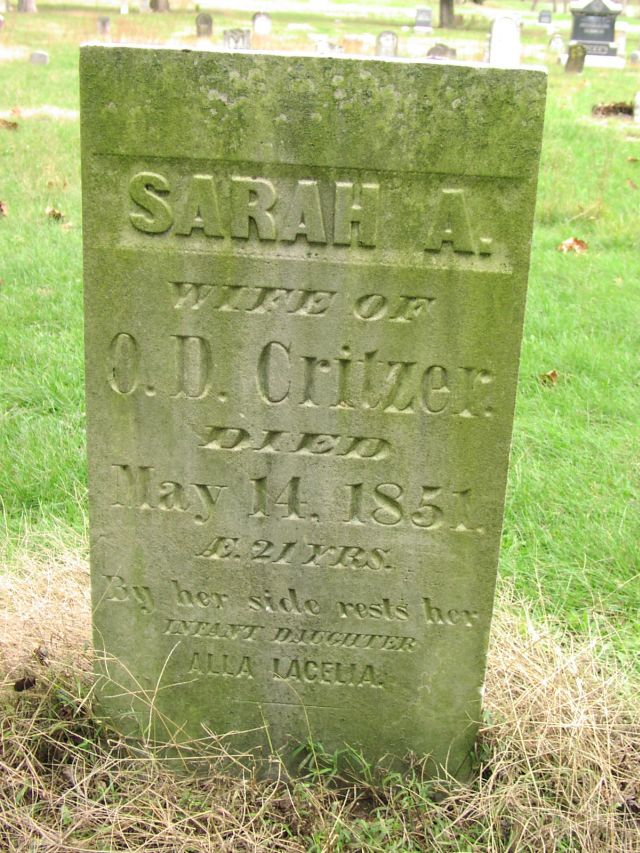 SARAH A.
WIFE OF
O. D. Critzer.
DIED
May 14, 1851.
Æ. 21 YRS.
By her side rests her
INFANT DAUGHTER
ALLA LACELIA.